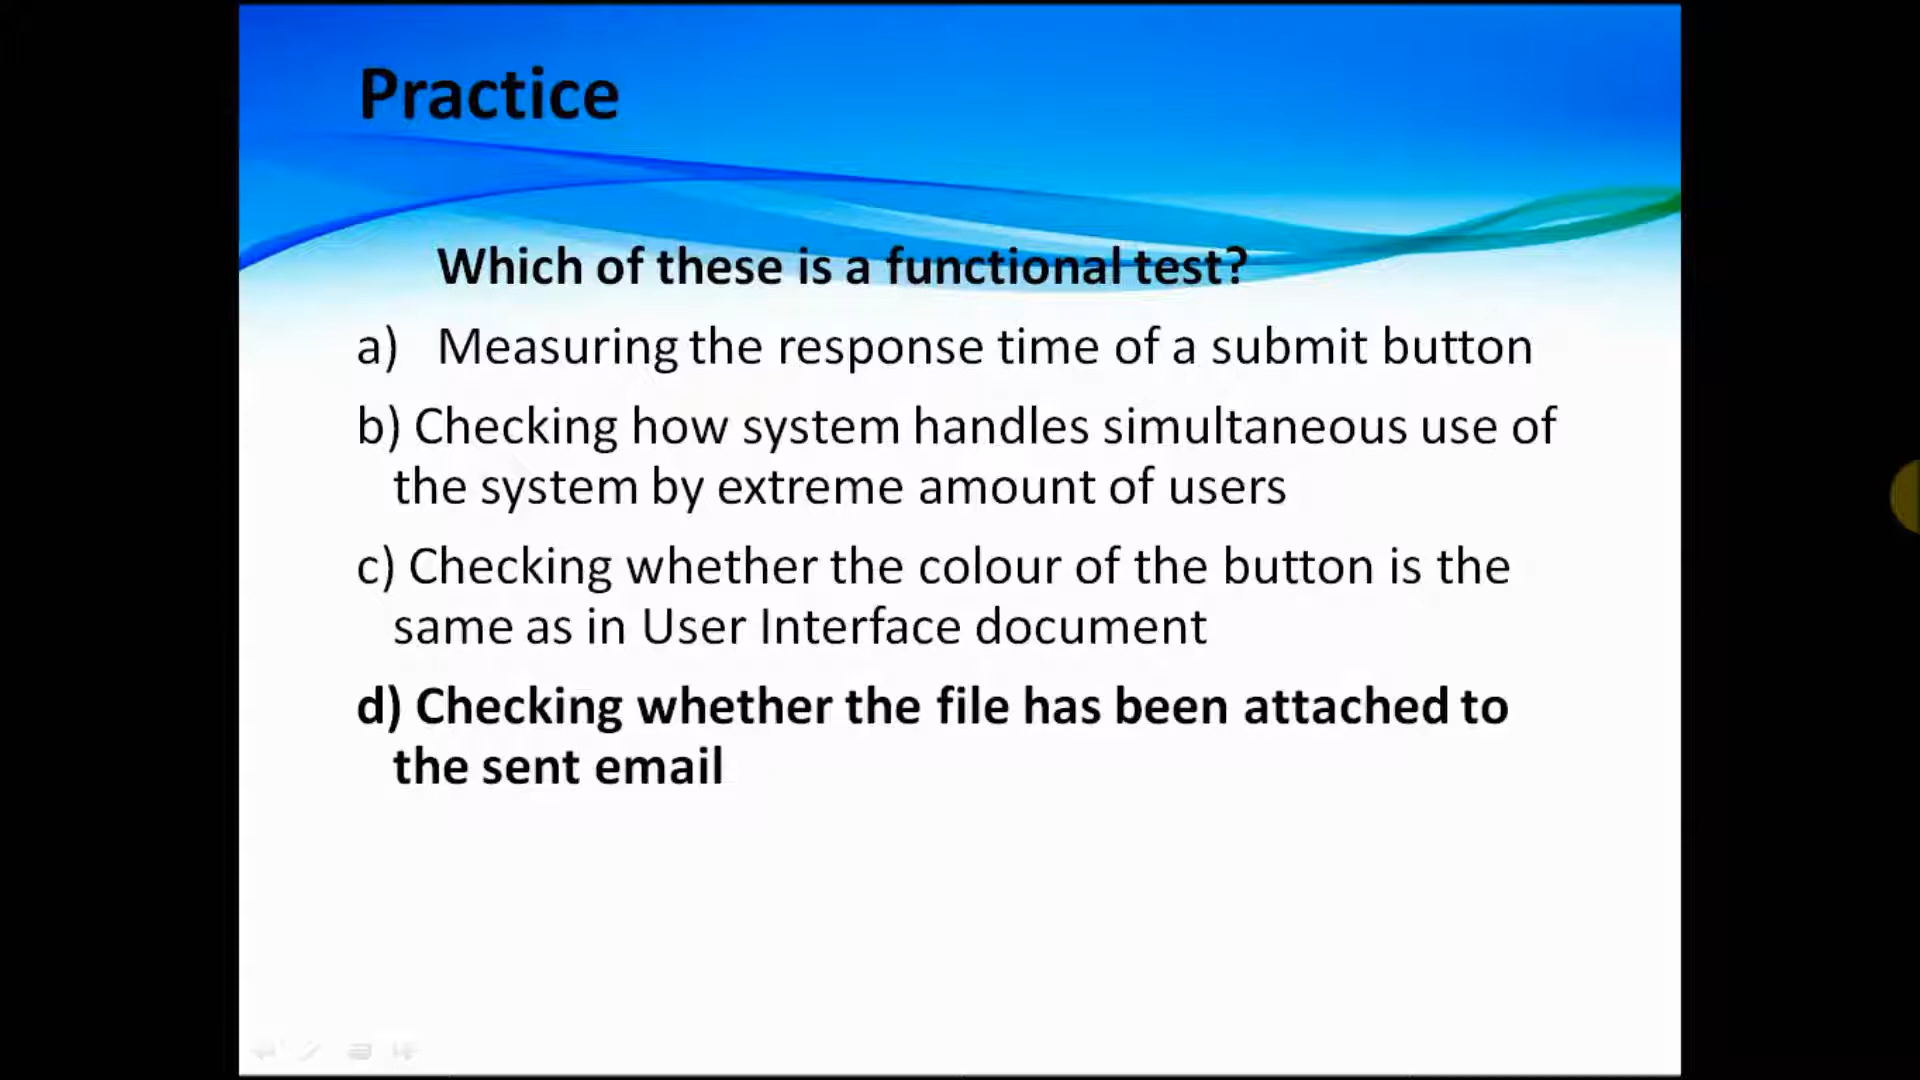 Practice
Which of these is a functional test?
a) Measuring the response time of a submit button
b) Checking how system handles simultaneous use of
the system by extreme amount of users
c) Checking whether the colour of the button is the
same as in User Interface document
d) Checking whether the file has been attached to
the sent email